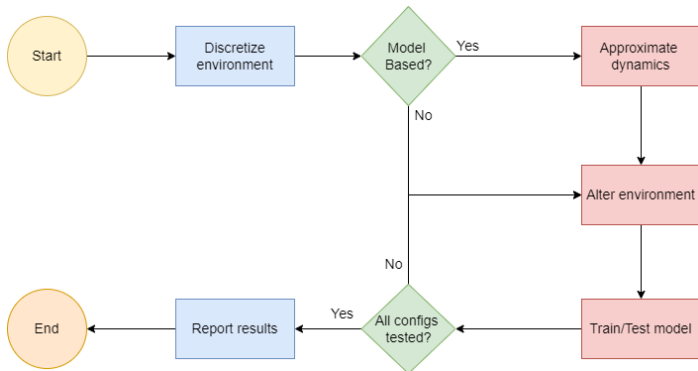 Start
Discretize
environment
Model
Based?
Yes
Approximate
dynamics
No
Alter environment
No
End
Report results
Yes
All configs
tested?
Train/Test model